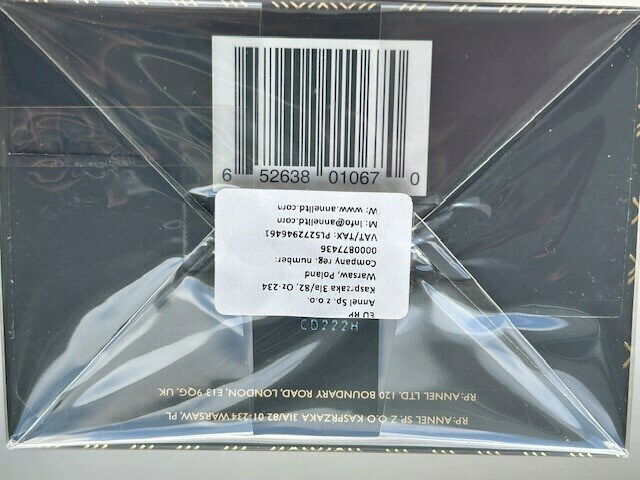 6 52638 01067 0
EU RP
Annel Sp. z o.o.
Kasprzaka 31a/82, Oz-234
Warsaw, Poland
Company reg. number:
0000877436
VAT/TAX: PL5272946461
M: Info@annelltd.com
W: www.annelltd.com
CD222H
RP: ANNEL SP. Z O.O KASPRZAKA 31A/82 01-234 WARSAW, PL
RP: ANNEL LTD. 120 BOUNDARY ROAD, LONDON, E13 9QG, UK